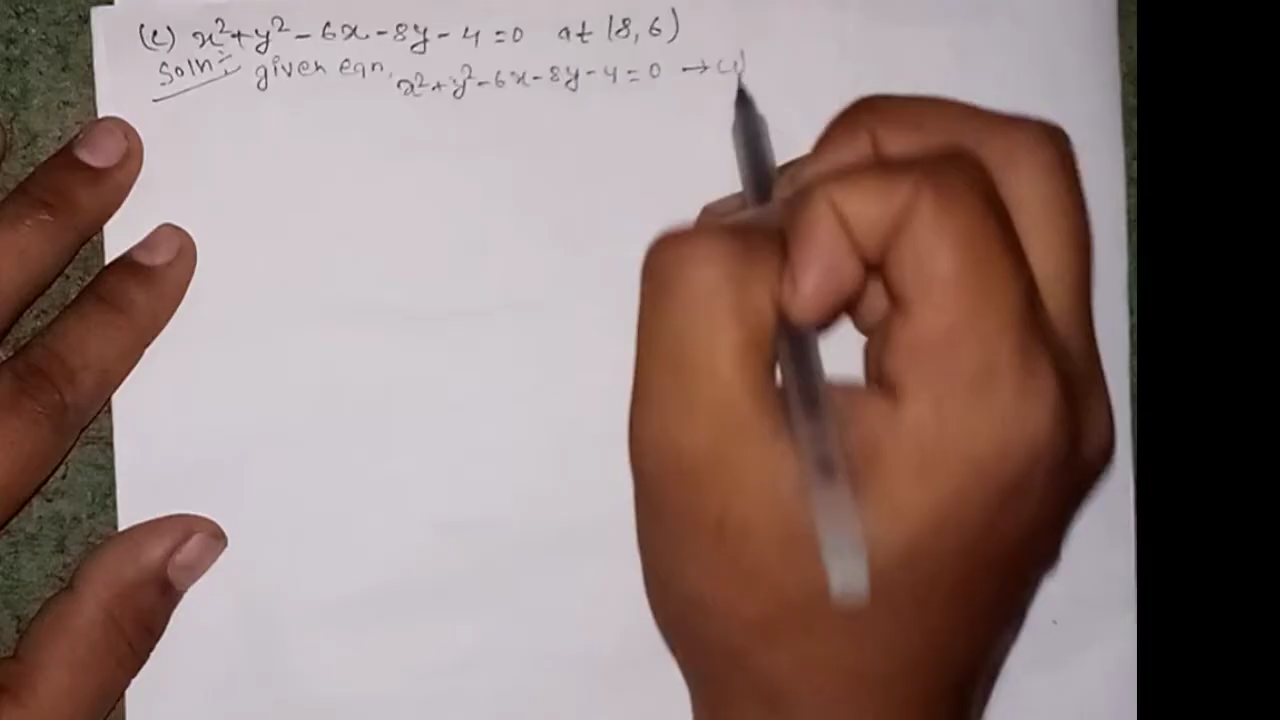 (c) x²+y²-6x-8y-4=0 at (8,6)
Soln:- given eqn. x²+y²-6x-8y-4=0 →(1)